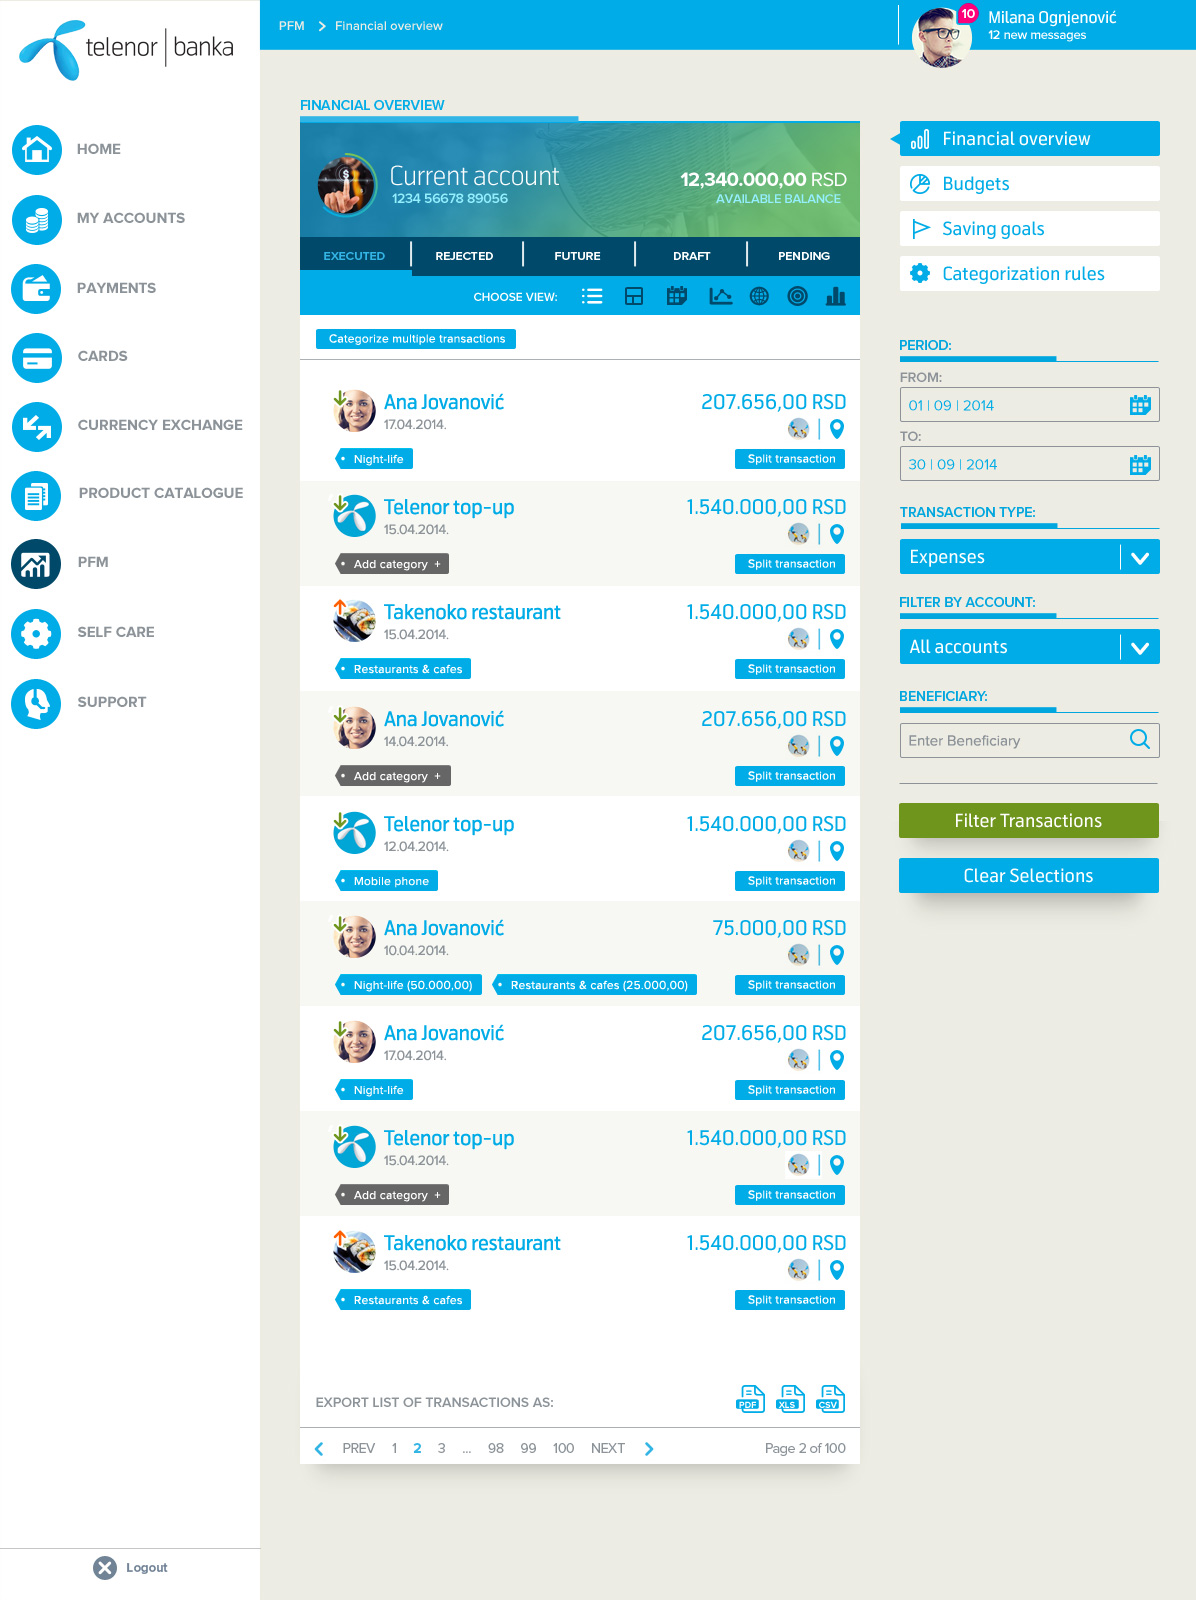 telenor | banka
PFM > Financial overview
10
Milana Ognjenović
12 new messages
HOME
MY ACCOUNTS
PAYMENTS
CARDS
CURRENCY EXCHANGE
PRODUCT CATALOGUE
PFM
SELF CARE
SUPPORT
Logout
FINANCIAL OVERVIEW
Current account
1234 56678 89056
12,340.000,00 RSD
AVAILABLE BALANCE
EXECUTED REJECTED FUTURE DRAFT PENDING
CHOOSE VIEW:
Categorize multiple transactions
Ana Jovanović 207.656,00 RSD
17.04.2014.
Night-life Split transaction
Telenor top-up 1.540.000,00 RSD
15.04.2014.
Add category + Split transaction
Takenoko restaurant 1.540.000,00 RSD
15.04.2014.
Restaurants & cafes Split transaction
Ana Jovanović 207.656,00 RSD
14.04.2014.
Add category + Split transaction
Telenor top-up 1.540.000,00 RSD
12.04.2014.
Mobile phone Split transaction
Ana Jovanović 75.000,00 RSD
10.04.2014.
Night-life (50.000,00) Restaurants & cafes (25.000,00) Split transaction
Ana Jovanović 207.656,00 RSD
17.04.2014.
Night-life Split transaction
Telenor top-up 1.540.000,00 RSD
15.04.2014.
Add category + Split transaction
Takenoko restaurant 1.540.000,00 RSD
15.04.2014.
Restaurants & cafes Split transaction
EXPORT LIST OF TRANSACTIONS AS: PDF XLS CSV
PREV 1 2 3 ... 98 99 100 NEXT Page 2 of 100
Financial overview
Budgets
Saving goals
Categorization rules
PERIOD:
FROM:
01 | 09 | 2014
TO:
30 | 09 | 2014
TRANSACTION TYPE:
Expenses
FILTER BY ACCOUNT:
All accounts
BENEFICIARY:
Enter Beneficiary
Filter Transactions
Clear Selections